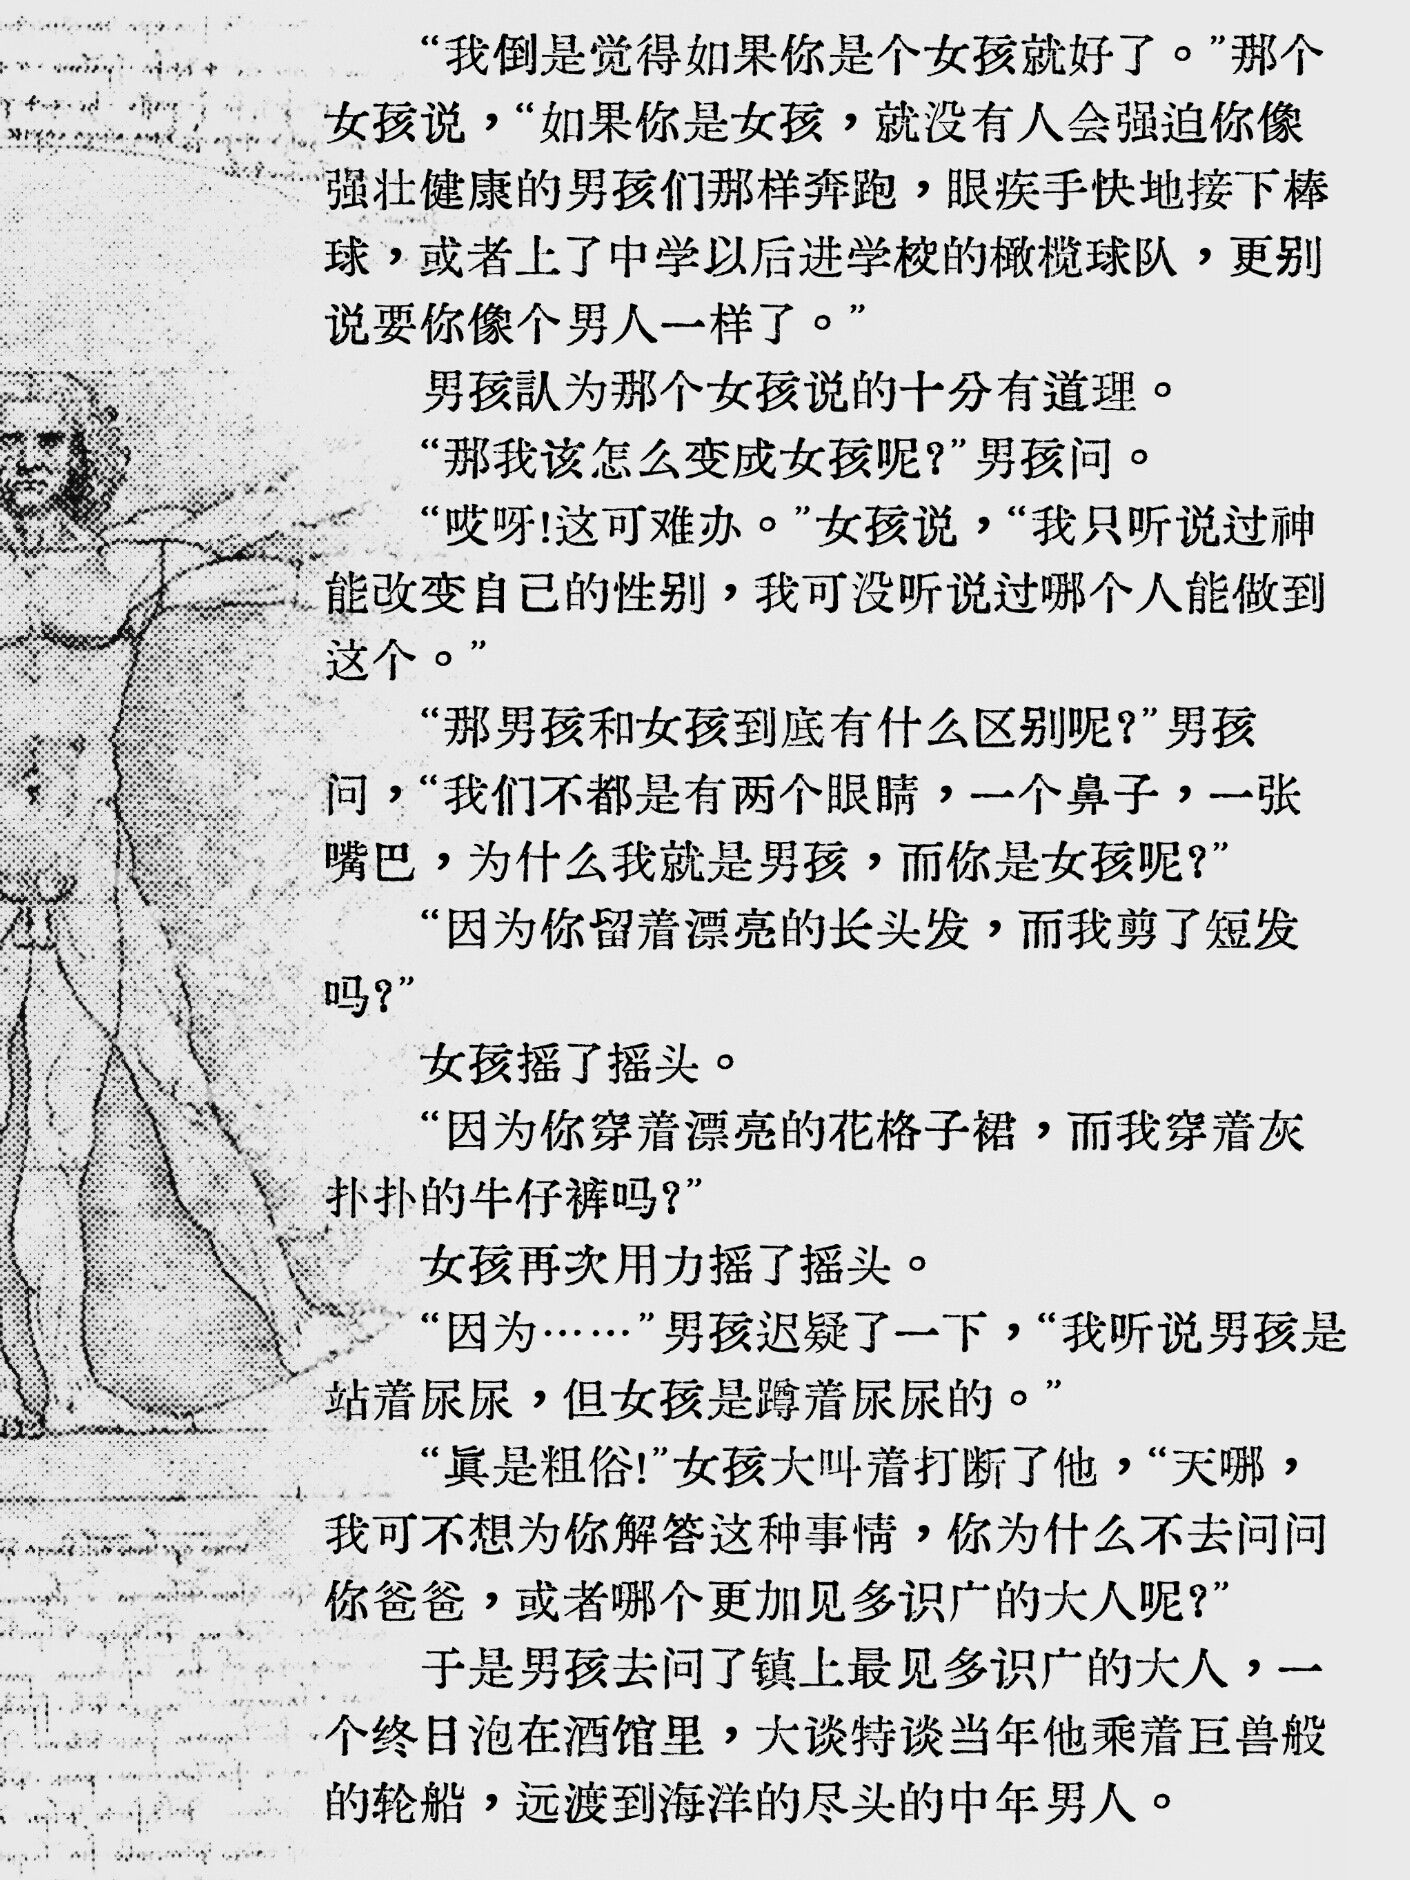 “我倒是觉得如果你是个女孩就好了。”那个
女孩说，“如果你是女孩，就没有人会强迫你像
强壮健康的男孩们那样奔跑，眼疾手快地接下棒
球，或者上了中学以后进学校的橄榄球队，更别
说要你像个男人一样了。”
男孩认为那个女孩说的十分有道理。
“那我该怎么变成女孩呢?”男孩问。
“哎呀!这可难办。”女孩说，“我只听说过神
能改变自己的性别，我可没听说过哪个人能做到
这个。”
“那男孩和女孩到底有什么区别呢?”男孩
问，“我们不都是有两个眼睛，一个鼻子，一张
嘴巴，为什么我就是男孩，而你是女孩呢?”
“因为你留着漂亮的长头发，而我剪了短发
吗?”
女孩摇了摇头。
“因为你穿着漂亮的花格子裙，而我穿着灰
扑扑的牛仔裤吗?”
女孩再次用力摇了摇头。
“因为……”男孩迟疑了一下，“我听说男孩是
站着尿尿，但女孩是蹲着尿尿的。”
“真是粗俗!”女孩大叫着打断了他，“天哪，
我可不想为你解答这种事情，你为什么不去问问
你爸爸，或者哪个更加见多识广的大人呢?”
于是男孩去问了镇上最见多识广的大人，一
个终日泡在酒馆里，大谈特谈当年他乘着巨兽般
的轮船，远渡到海洋的尽头的中年男人。